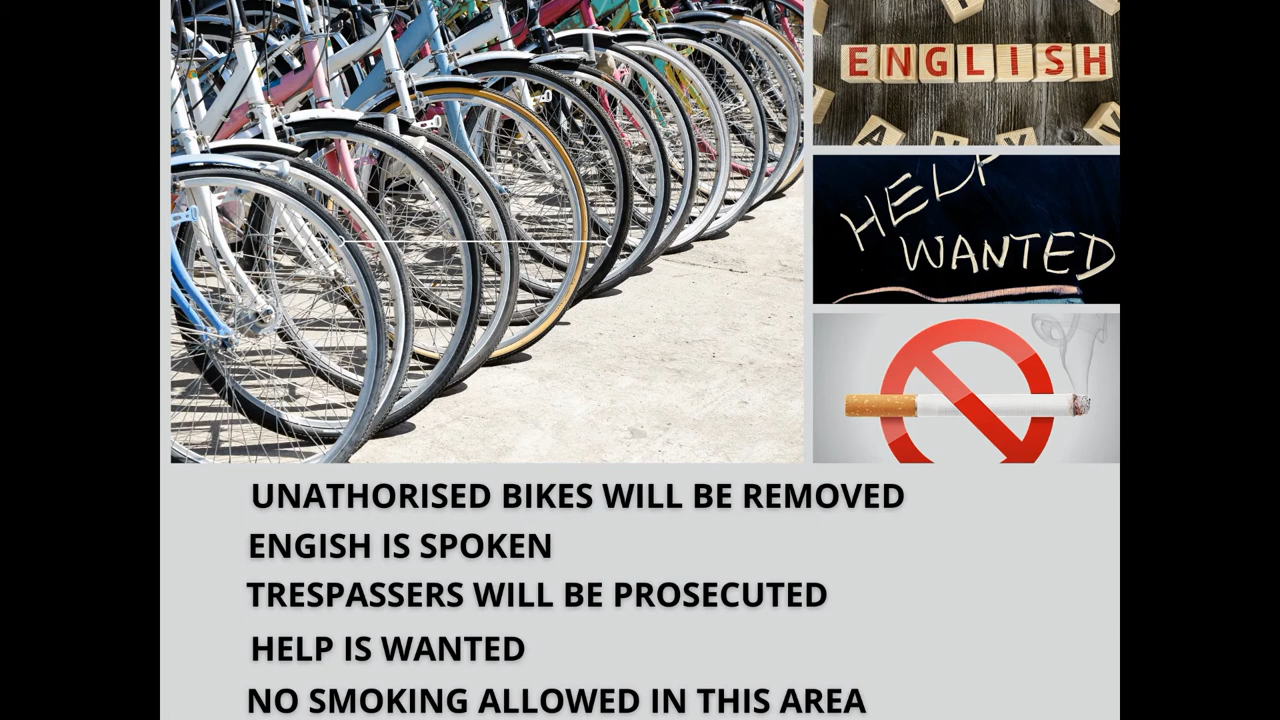 ENGLISH
HELP
WANTED
UNATHORISED BIKES WILL BE REMOVED
ENGISH IS SPOKEN
TRESPASSERS WILL BE PROSECUTED
HELP IS WANTED
NO SMOKING ALLOWED IN THIS AREA